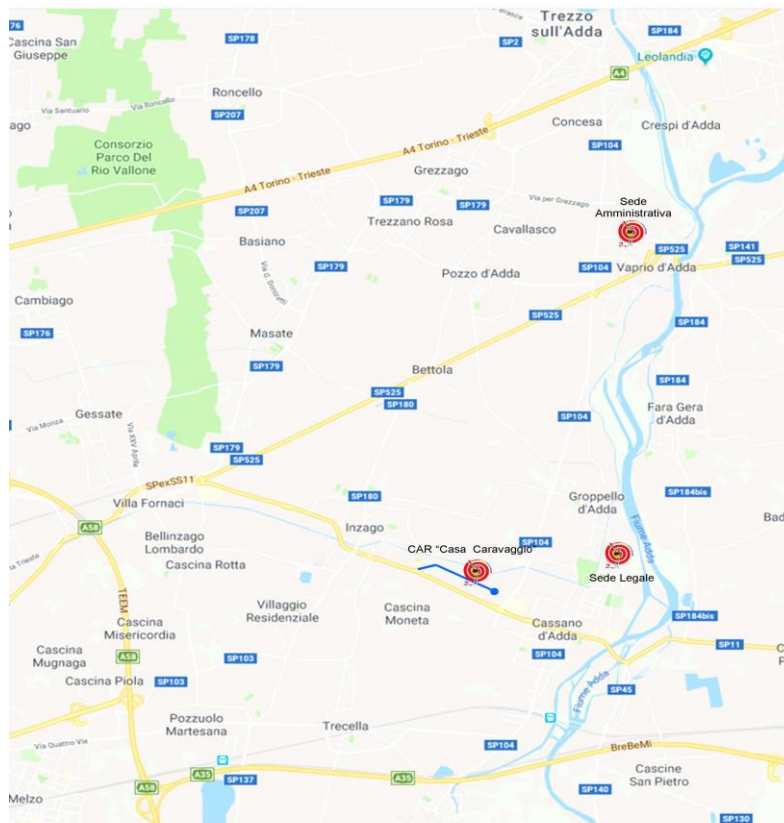 Trezzo
sull'Adda
SP184
SP178
SP2
Cascina San
Giuseppe
Leolandia
A4
Roncello
Via Roncello
Via Santuario
SP207
Concesa
Crespi d'Adda
Consorzio
Parco Del
Rio Vallone
A4 Torino - Trieste
SP104
Grezzago
A4 Torino - Trieste
SP179
SP179
Via per Grezzago
Sede
Amministrativa
SP207
Trezzano Rosa
Cavallasco
Basiano
SP525
SP141
SP525
Via G. Donizetti
SP179
Pozzo d'Adda
SP104
Vaprio d'Adda
Cambiago
SP176
SP525
SP184
Masate
SP179
Bettola
SP184
SP525
SP180
Gessate
Via Monza
Via XXV Aprile
SP104
Fara Gera
d'Adda
SP179
SP525
SPexSS11
Villa Fornaci
SP180
Groppello
d'Adda
SP184bis
A58
Inzago
Fiume Adda
Bellinzago
Lombardo
CAR "Casa Caravaggio
SP104
Cascina Rotta
Sede Legale
TEEM
Villaggio
Residenziale
Cascina
Moneta
SP184bis
Cascina
Misericordia
Cassano
d'Adda
SP11
Cascina
Mugnaga
A58
SP103
SP104
Cascina Piola
SP103
SP45
Fiume Adda
Pozzuolo
Martesana
Trecella
Via Quattro Vie
SP104
BreBeMi
A35
SP137
A35
Cascine
San Pietro
A58
Melzo
SP140
SP130